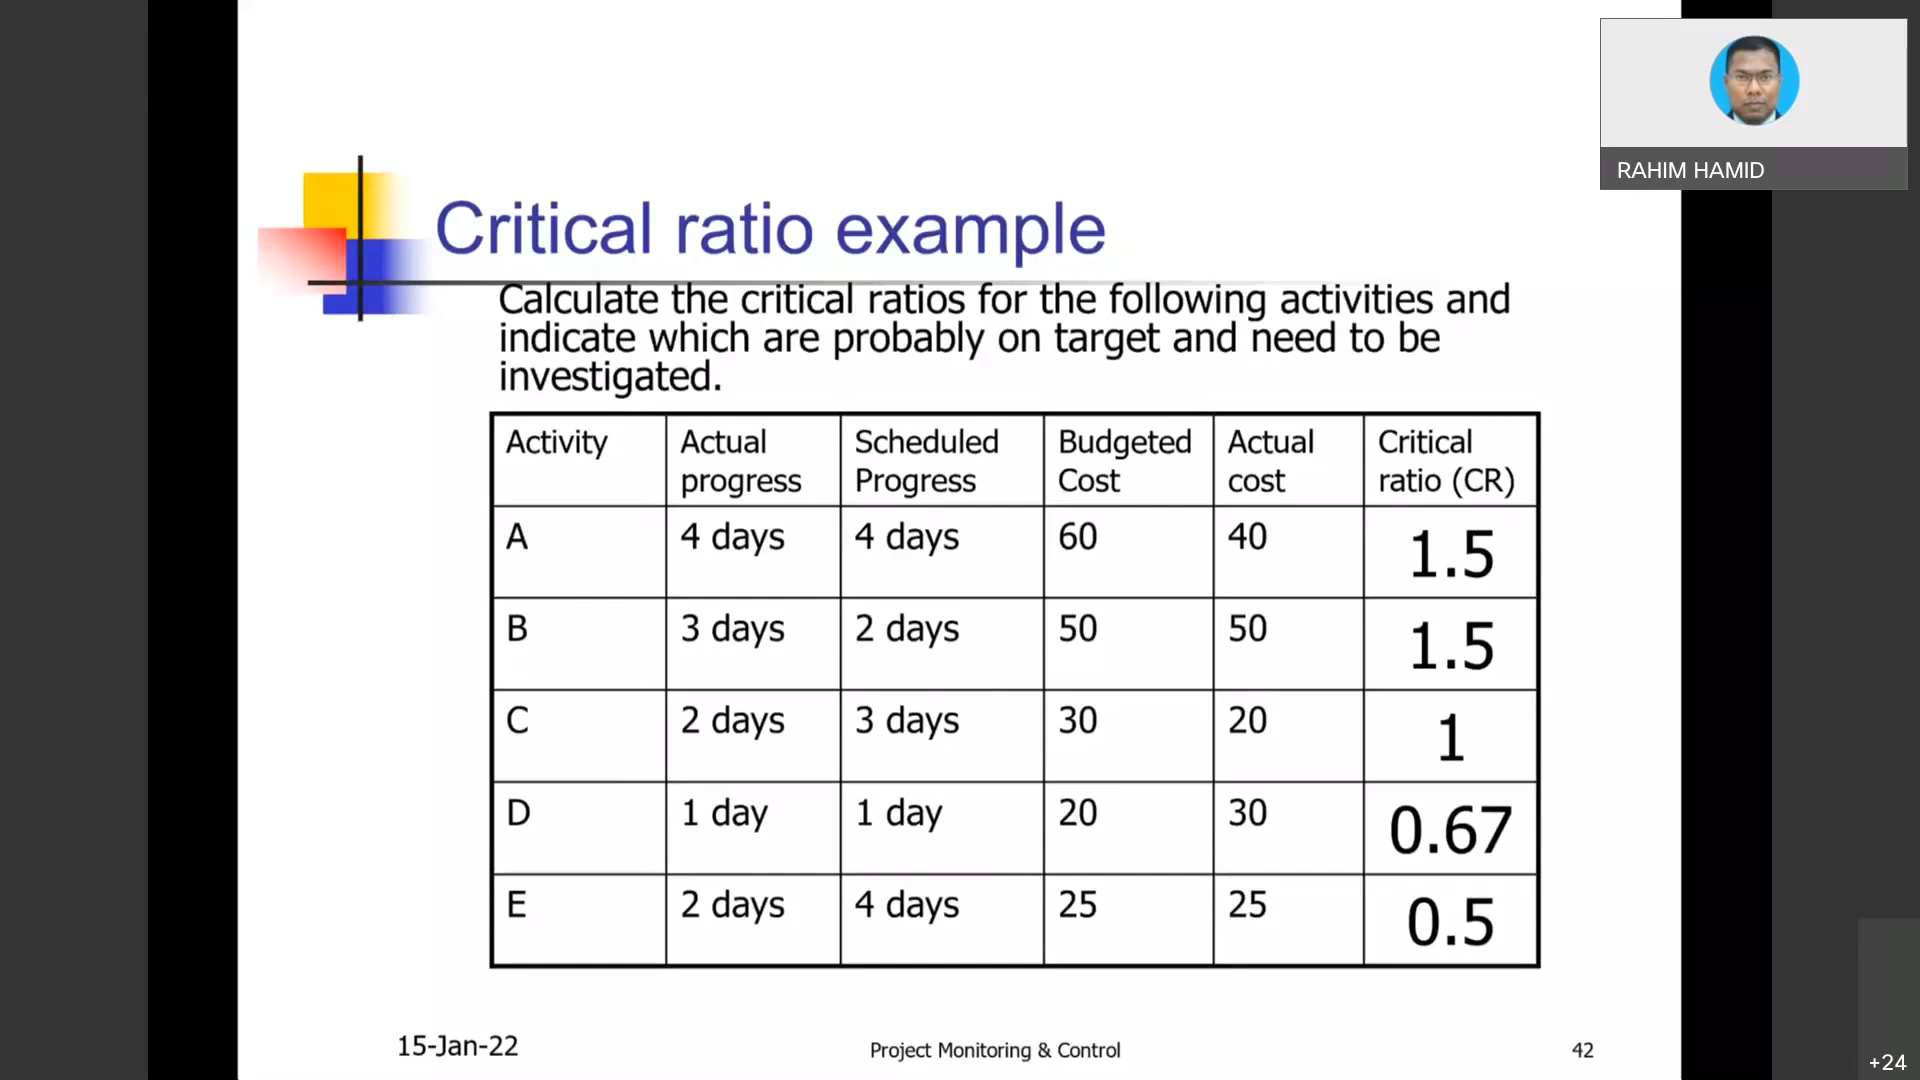 RAHIM HAMID
Critical ratio example
Calculate the critical ratios for the following activities and
indicate which are probably on target and need to be
investigated.
Activity Actual progress Scheduled Progress Budgeted Cost Actual cost Critical ratio (CR)
A 4 days 4 days 60 40 1.5
B 3 days 2 days 50 50 1.5
C 2 days 3 days 30 20 1
D 1 day 1 day 20 30 0.67
E 2 days 4 days 25 25 0.5
15-Jan-22 Project Monitoring & Control 42
+24